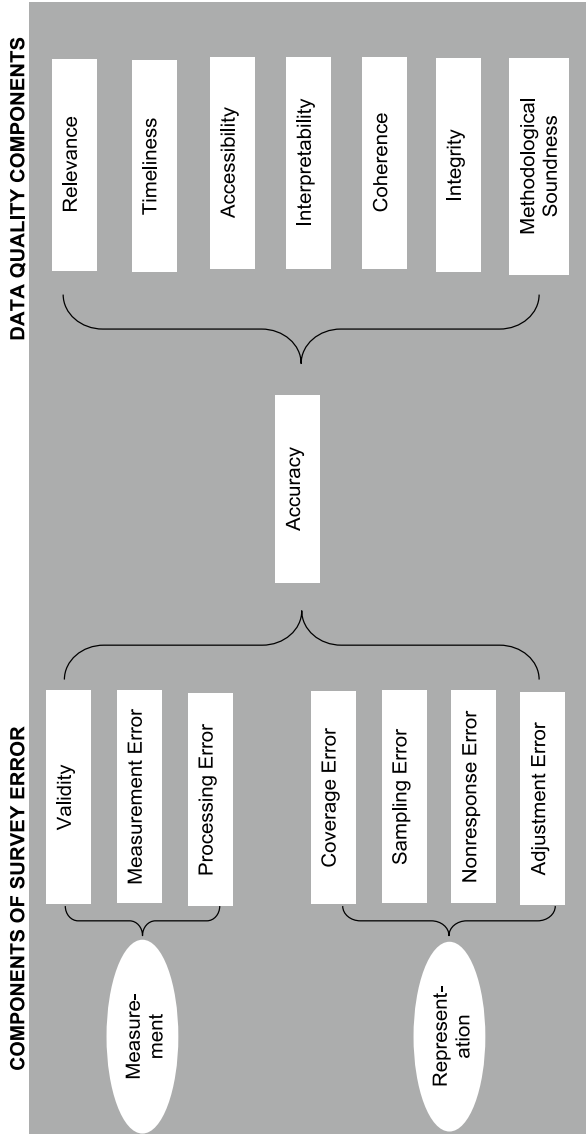 COMPONENTS OF SURVEY ERROR
DATA QUALITY COMPONENTS
Measure-
ment
Validity
Measurement Error
Processing Error
Represent-
ation
Coverage Error
Sampling Error
Nonresponse Error
Adjustment Error
Accuracy
Relevance
Timeliness
Accessibility
Interpretability
Coherence
Integrity
Methodological
Soundness